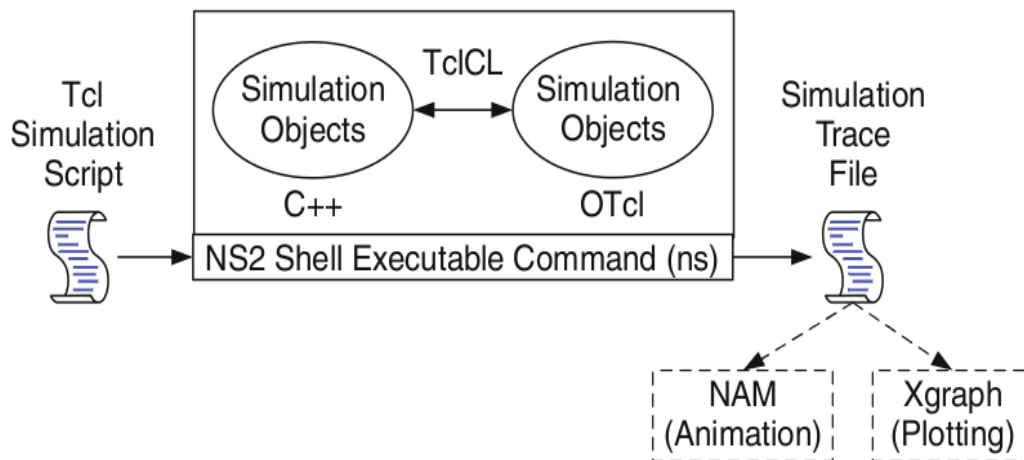 Tcl
Simulation
Script
Simulation
Objects
C++
TclCL
Simulation
Objects
OTcl
NS2 Shell Executable Command (ns)
Simulation
Trace
File
NAM
(Animation)
Xgraph
(Plotting)